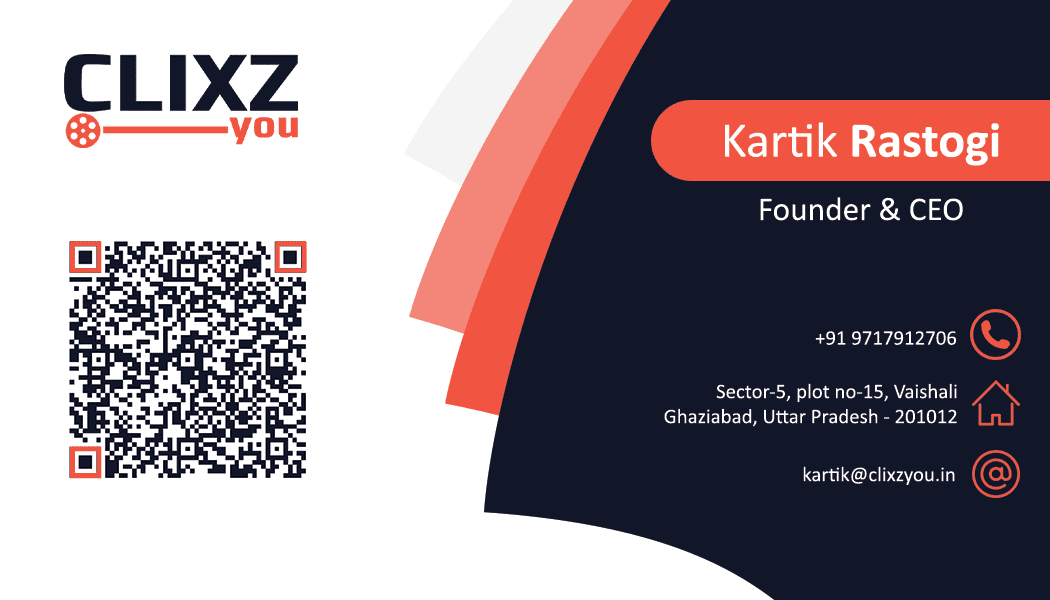 CLIXZ
you
Kartik Rastogi
Founder & CEO
+91 9717912706
Sector-5, plot no-15, Vaishali
Ghaziabad, Uttar Pradesh - 201012
kartik@clixzyou.in